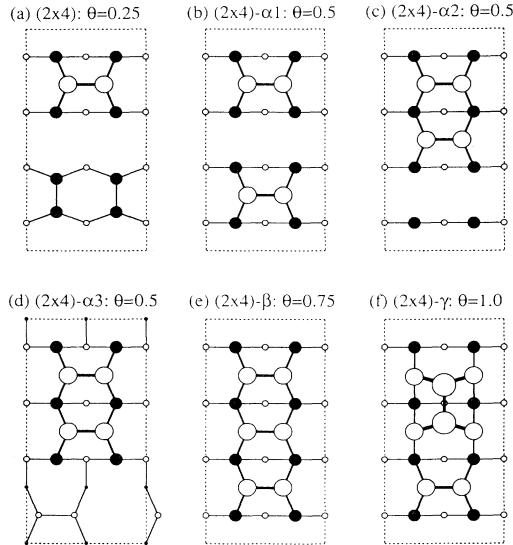 (a) (2x4): θ=0.25
(b) (2x4)-α1: θ=0.5
(c) (2x4)-α2: θ=0.5
(d) (2x4)-α3: θ=0.5
(e) (2x4)-β: θ=0.75
(f) (2x4)-γ: θ=1.0